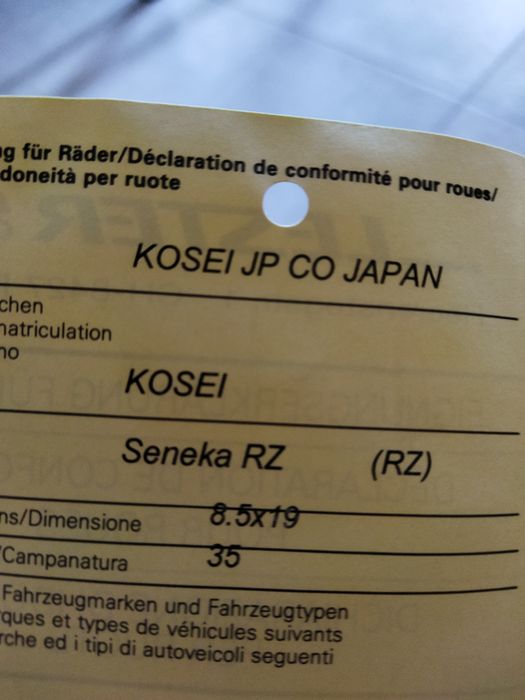 g für Räder/Déclaration de conformité pour roues/
doneità per ruote
KOSEI JP CO JAPAN
chen
natriculation
no
KOSEI
Seneka RZ (RZ)
ns/Dimensione 8.5x19
/Campanatura 35
Fahrzeugmarken und Fahrzeugtypen
ques et types de véhicules suivants
rche ed i tipi di autoveicoli seguenti